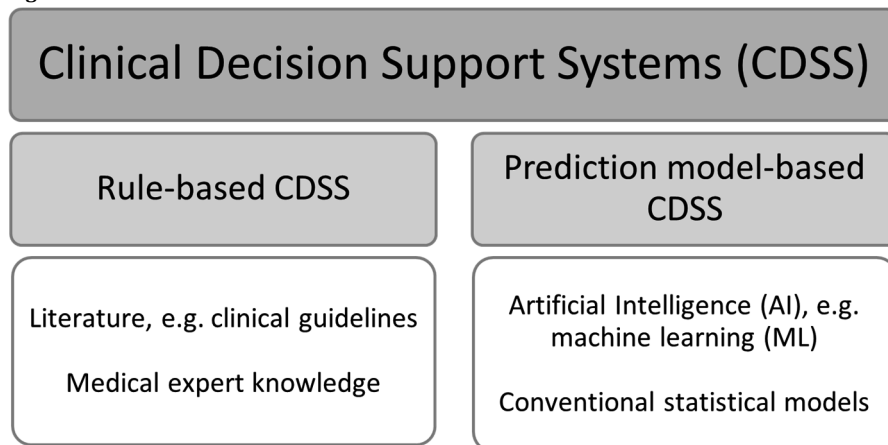 Clinical Decision Support Systems (CDSS)
Rule-based CDSS
Prediction model-based
CDSS
Literature, e.g. clinical guidelines
Medical expert knowledge
Artificial Intelligence (AI), e.g.
machine learning (ML)
Conventional statistical models